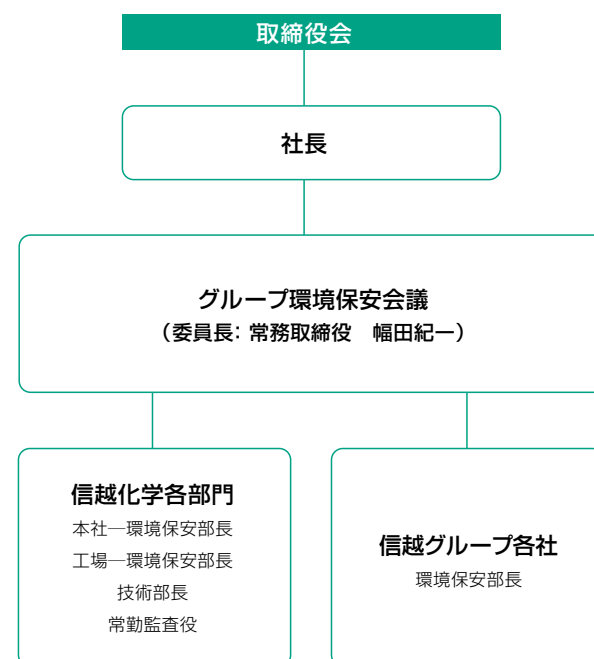 取締役会
社長
グループ環境保安会議
（委員長: 常務取締役　幅田紀一）
信越化学各部門
本社―環境保安部長
工場―環境保安部長
技術部長
常勤監査役
信越グループ各社
環境保安部長